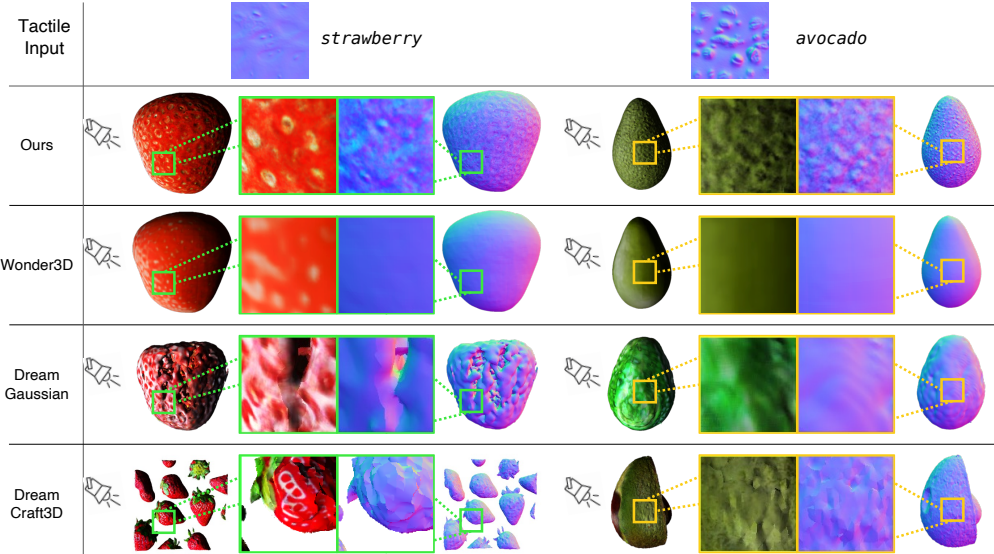 Tactile
Input
strawberry
avocado
Ours
Wonder3D
Dream
Gaussian
Dream
Craft3D